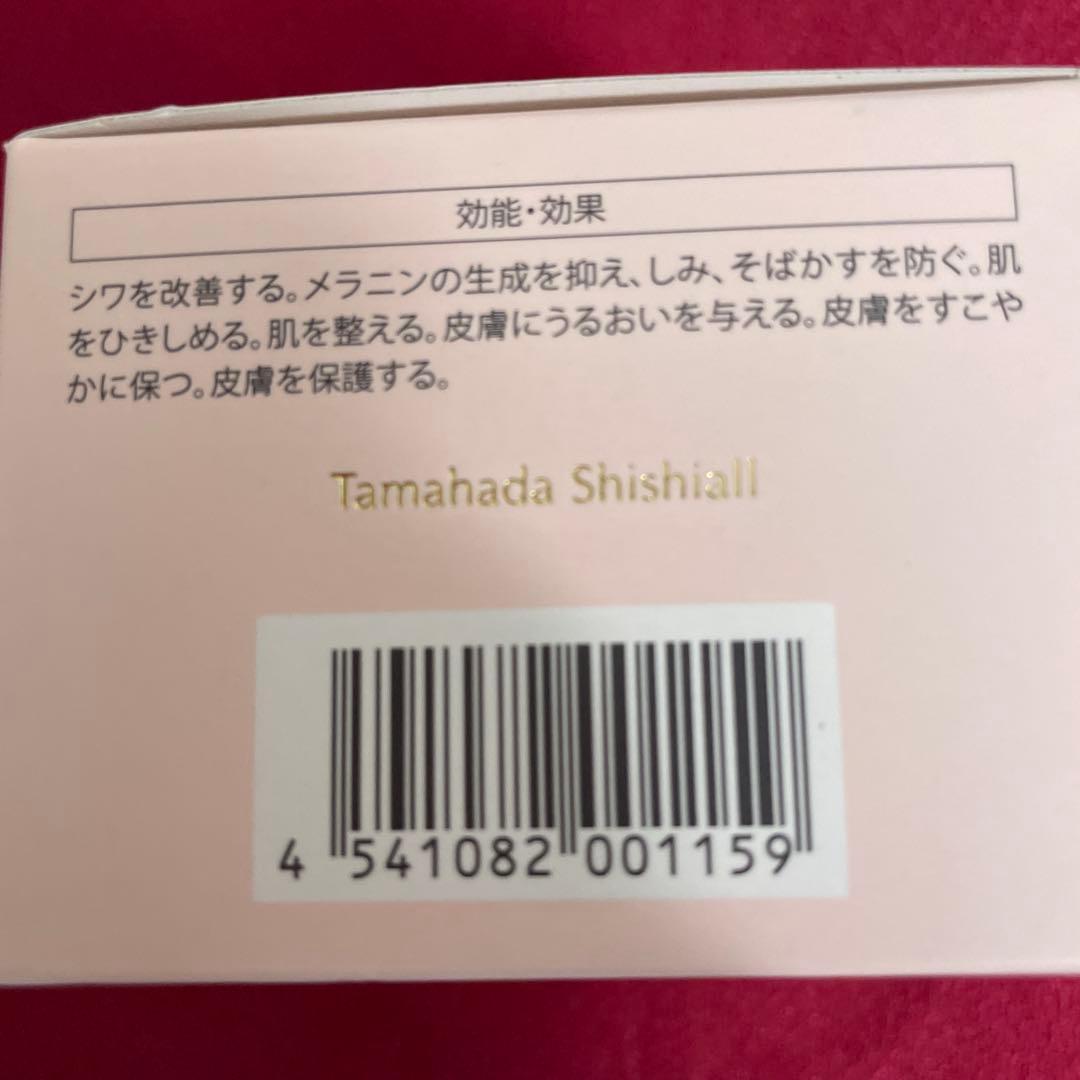 効能・効果
シワを改善する。メラニンの生成を抑え、しみ、そばかすを防ぐ。肌
をひきしめる。肌を整える。皮膚にうるおいを与える。皮膚をすこや
かに保つ。皮膚を保護する。
Tamahada Shishiall
4 541082 001159